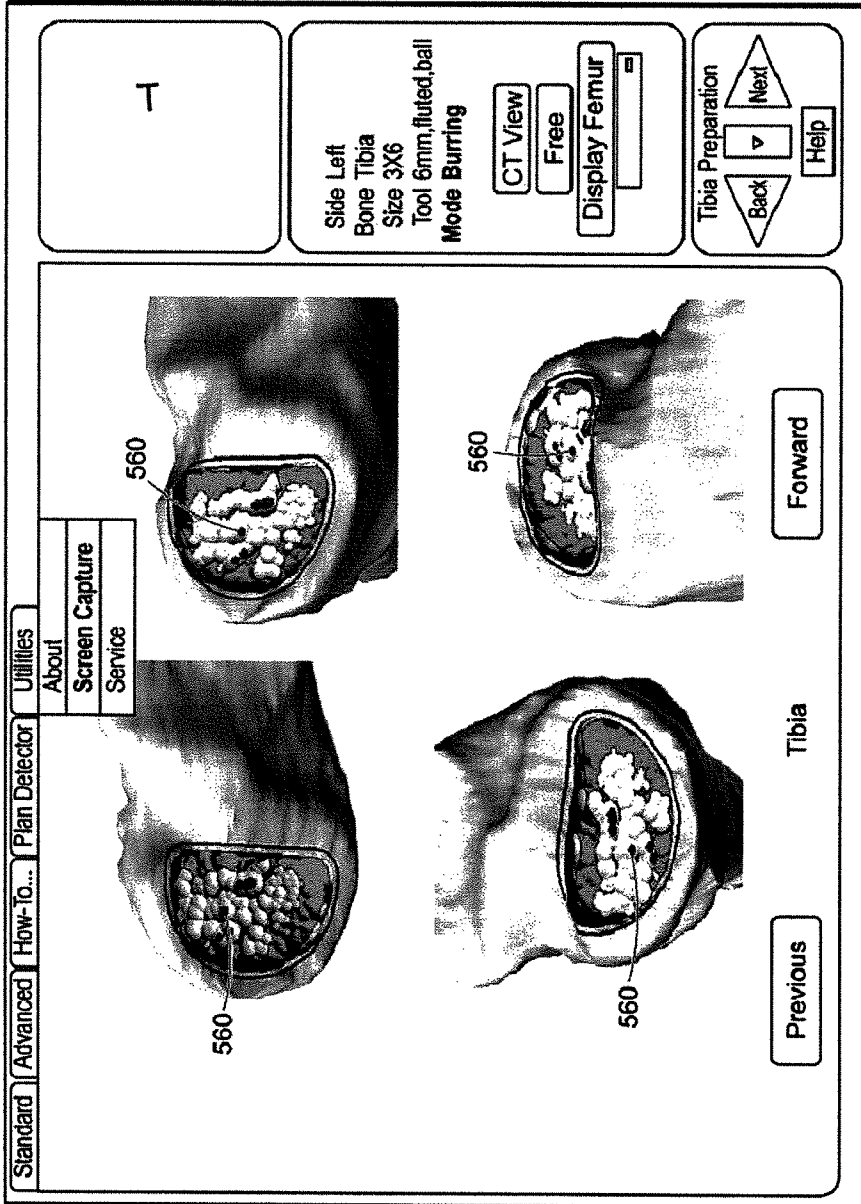 Standard Advanced How-To... Plan Detector Utilities
About
Screen Capture
Service
560
560
560
560
Previous
Tibia
Forward
T
Side Left
Bone Tibia
Size 3X6
Tool 6mm,fluted,ball
Mode Burring
CT View
Free
Display Femur
Tibia Preparation
Back
Next
Help